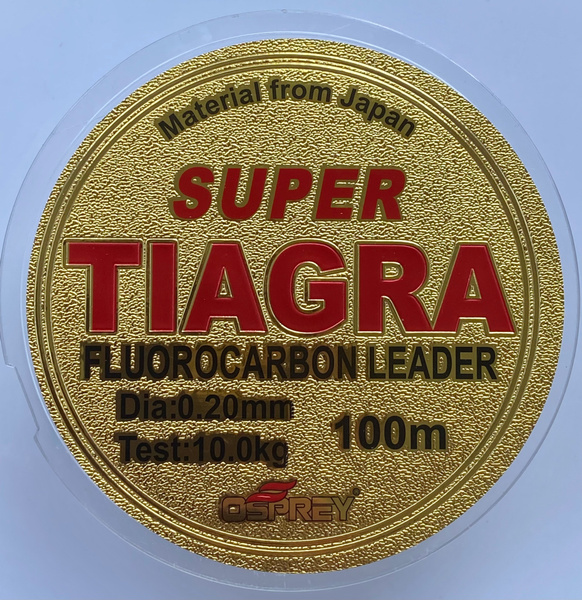 Material from Japan
SUPER
TIAGRA
FLUOROCARBON LEADER
Dia:0.20mm
Test:10.0kg
100m
OSPREY®